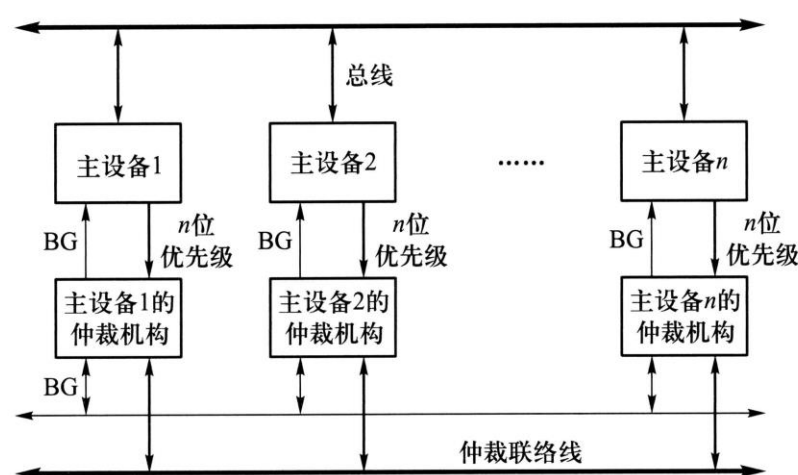 总线
主设备1
主设备2
……
主设备n
BG
n位
优先级
BG
n位
优先级
BG
n位
优先级
主设备1的
仲裁机构
主设备2的
仲裁机构
主设备n的
仲裁机构
BG
仲裁联络线